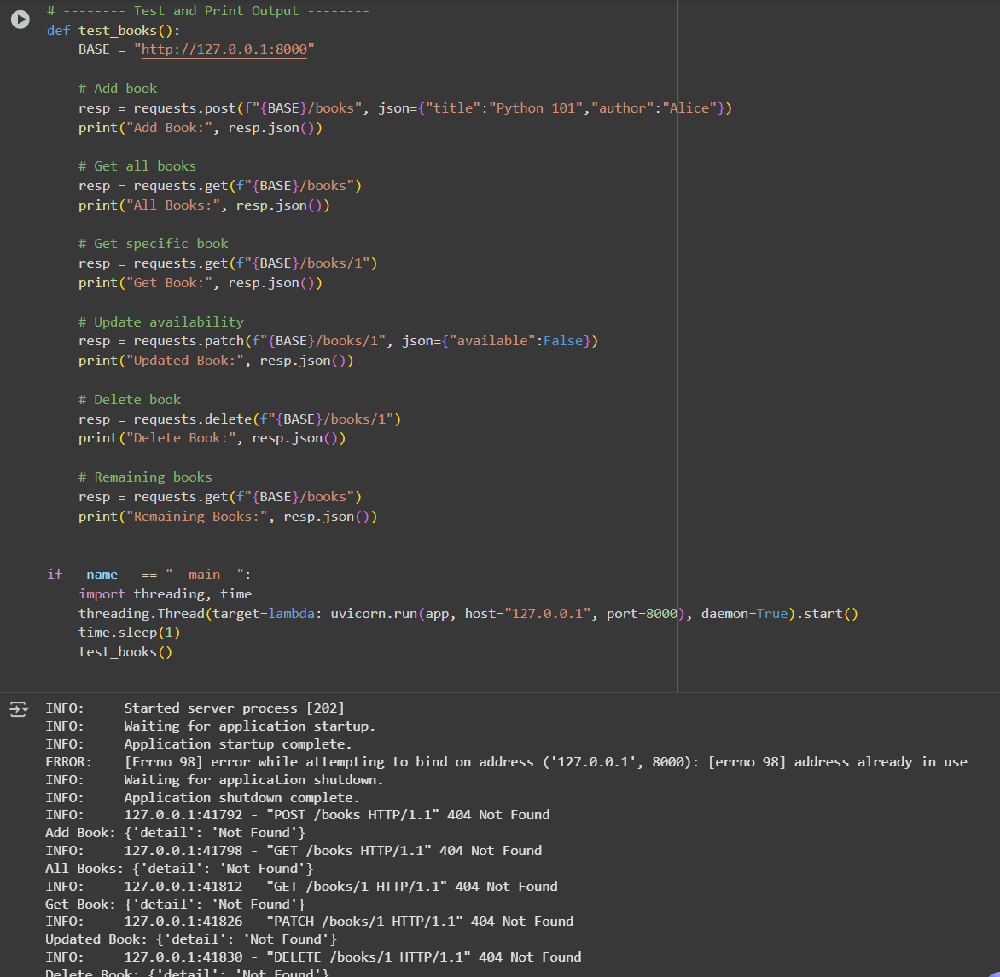 # -------- Test and Print Output --------
def test_books():
    BASE = "http://127.0.0.1:8000"
    # Add book
    resp = requests.post(f"{BASE}/books", json={"title":"Python 101","author":"Alice"})
    print("Add Book:", resp.json())
    # Get all books
    resp = requests.get(f"{BASE}/books")
    print("All Books:", resp.json())
    # Get specific book
    resp = requests.get(f"{BASE}/books/1")
    print("Get Book:", resp.json())
    # Update availability
    resp = requests.patch(f"{BASE}/books/1", json={"available":False})
    print("Updated Book:", resp.json())
    # Delete book
    resp = requests.delete(f"{BASE}/books/1")
    print("Delete Book:", resp.json())
    # Remaining books
    resp = requests.get(f"{BASE}/books")
    print("Remaining Books:", resp.json())
if __name__ == "__main__":
    import threading, time
    threading.Thread(target=lambda: uvicorn.run(app, host="127.0.0.1", port=8000), daemon=True).start()
    time.sleep(1)
    test_books()
INFO:     Started server process [202]
INFO:     Waiting for application startup.
INFO:     Application startup complete.
ERROR:    [Errno 98] error while attempting to bind on address ('127.0.0.1', 8000): [errno 98] address already in use
INFO:     Waiting for application shutdown.
INFO:     Application shutdown complete.
INFO:     127.0.0.1:41792 - "POST /books HTTP/1.1" 404 Not Found
Add Book: {'detail': 'Not Found'}
INFO:     127.0.0.1:41798 - "GET /books HTTP/1.1" 404 Not Found
All Books: {'detail': 'Not Found'}
INFO:     127.0.0.1:41812 - "GET /books/1 HTTP/1.1" 404 Not Found
Get Book: {'detail': 'Not Found'}
INFO:     127.0.0.1:41826 - "PATCH /books/1 HTTP/1.1" 404 Not Found
Updated Book: {'detail': 'Not Found'}
INFO:     127.0.0.1:41830 - "DELETE /books/1 HTTP/1.1" 404 Not Found
Delete Book: {'detail': 'Not Found'}